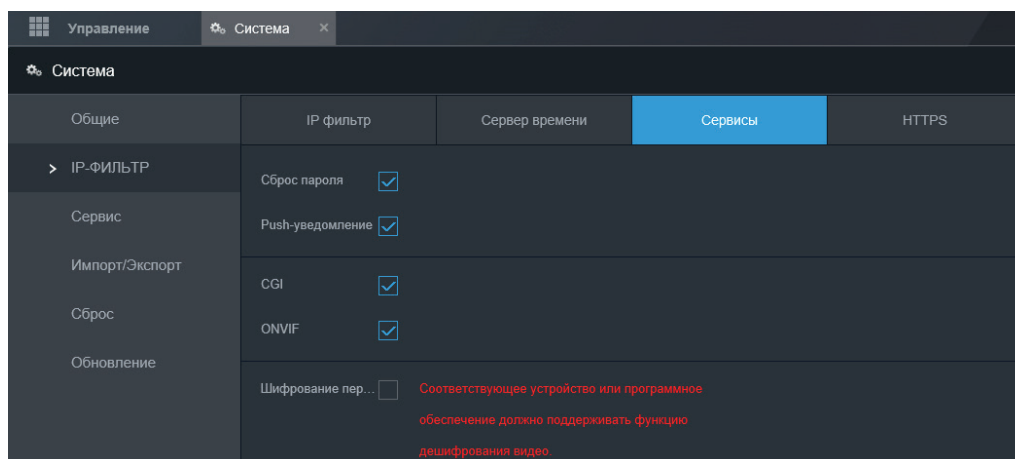 Управление
Система ×
Система
Общие
IP-ФИЛЬТР
Сервис
Импорт/Экспорт
Сброс
Обновление
IP фильтр
Сервер времени
Сервисы
HTTPS
Сброс пароля
Push-уведомление
CGI
ONVIF
Шифрование пер...
Соответствующее устройство или программное
обеспечение должно поддерживать функцию
дешифрования видео.